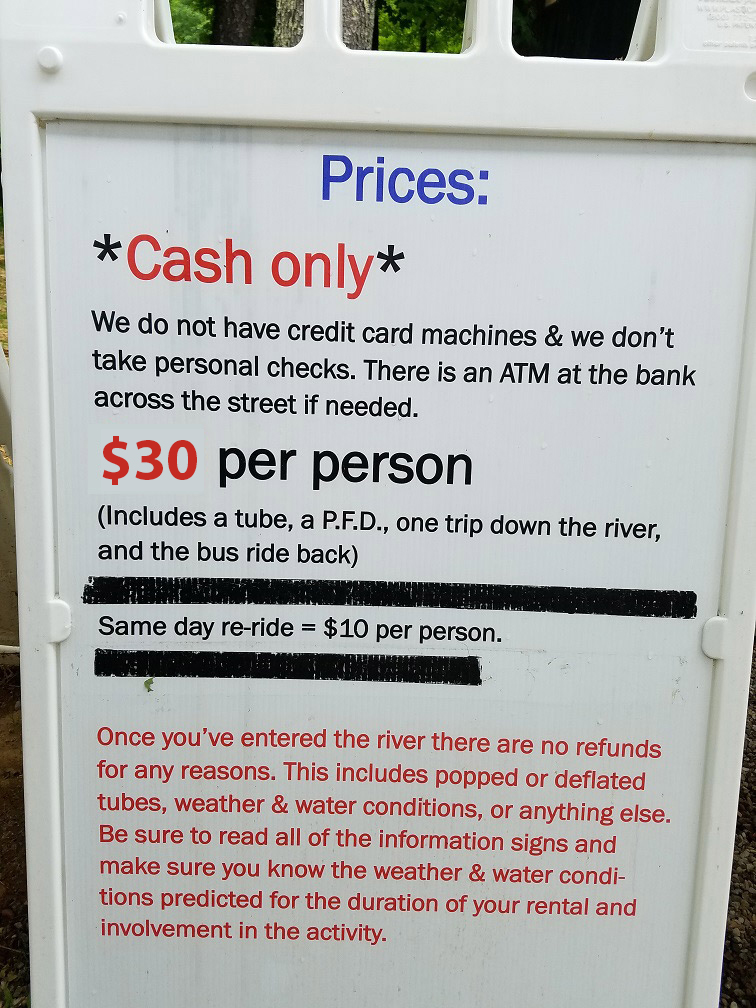 Prices:
*Cash only*
We do not have credit card machines & we don't
take personal checks. There is an ATM at the bank
across the street if needed.
$30 per person
(Includes a tube, a P.F.D., one trip down the river,
and the bus ride back)
Same day re-ride = $10 per person.
Once you've entered the river there are no refunds
for any reasons. This includes popped or deflated
tubes, weather & water conditions, or anything else.
Be sure to read all of the information signs and
make sure you know the weather & water condi-
tions predicted for the duration of your rental and
involvement in the activity.